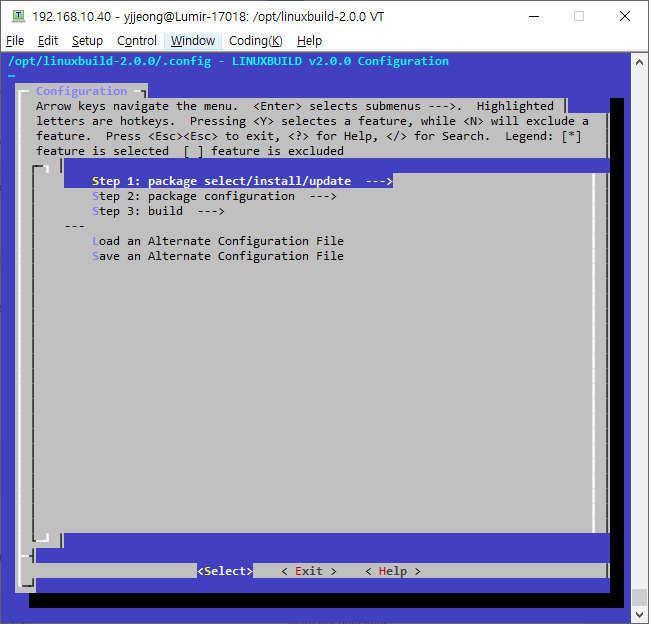 192.168.10.40 - yjjeong@Lumir-17018: /opt/linuxbuild-2.0.0 VT
File Edit Setup Control Window Coding(K) Help
/opt/linuxbuild-2.0.0/.config - LINUXBUILD v2.0.0 Configuration
Configuration
Arrow keys navigate the menu. <Enter> selects submenus --->. Highlighted
letters are hotkeys. Pressing <Y> selectes a feature, while <N> will exclude a
feature. Press <Esc><Esc> to exit, <?> for Help, </> for Search. Legend: [*]
feature is selected [ ] feature is excluded
Step 1: package select/install/update --->
Step 2: package configuration --->
Step 3: build --->
---
Load an Alternate Configuration File
Save an Alternate Configuration File
<Select> < Exit > < Help >